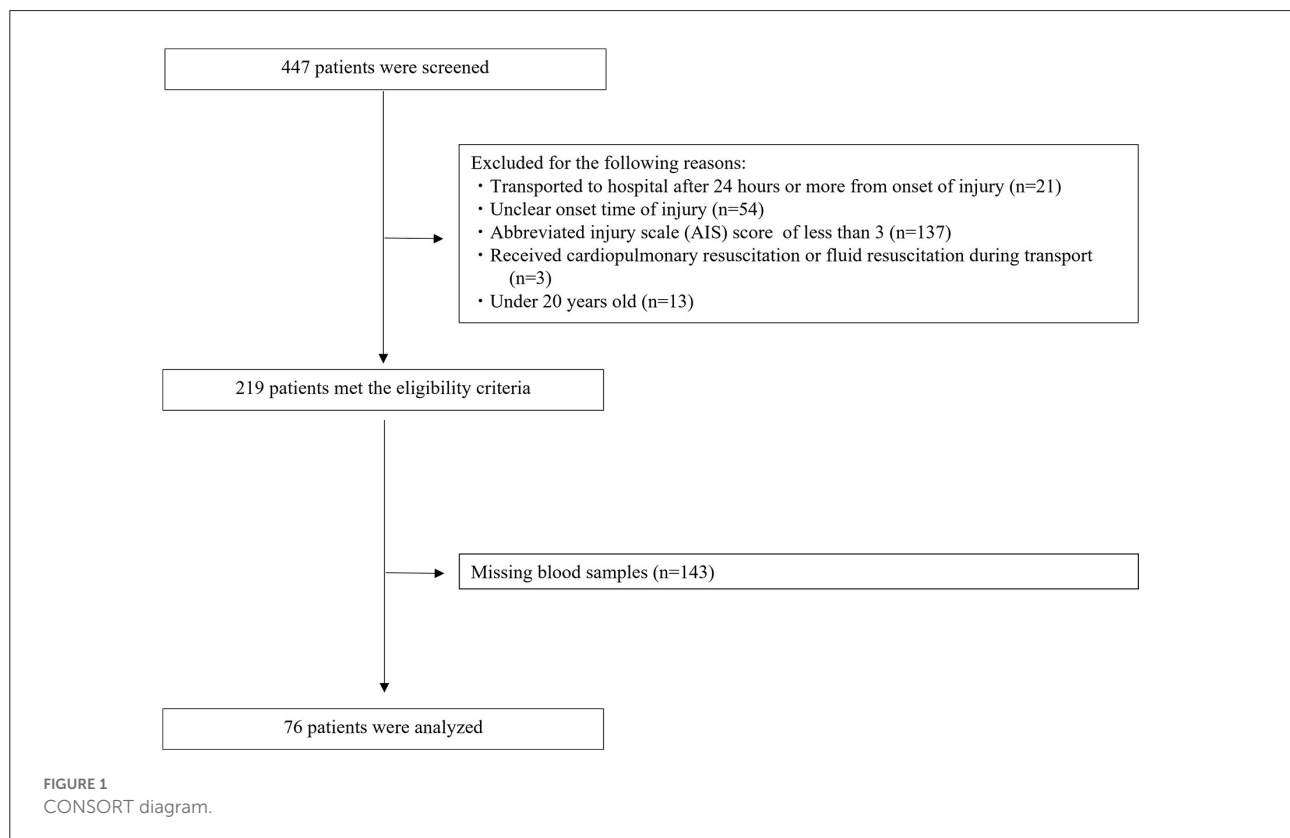 447 patients were screened
Excluded for the following reasons:
・Transported to hospital after 24 hours or more from onset of injury (n=21)
・Unclear onset time of injury (n=54)
・Abbreviated injury scale (AIS) score of less than 3 (n=137)
・Received cardiopulmonary resuscitation or fluid resuscitation during transport
(n=3)
・Under 20 years old (n=13)
219 patients met the eligibility criteria
Missing blood samples (n=143)
76 patients were analyzed
FIGURE 1
CONSORT diagram.